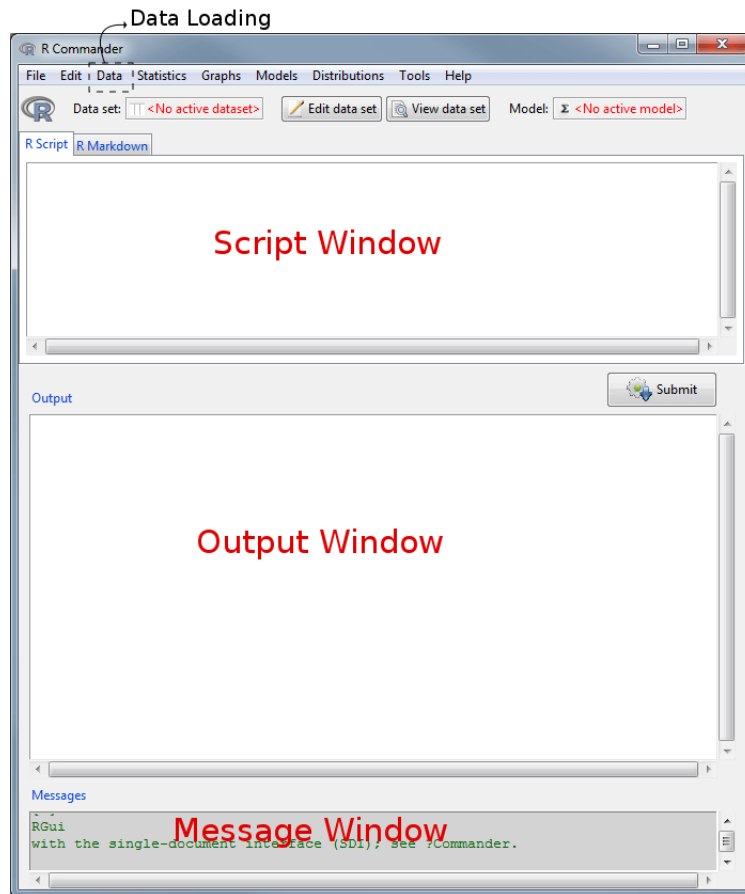 Data Loading
R Commander
File Edit Data Statistics Graphs Models Distributions Tools Help
R Data set: <No active dataset> Edit data set View data set Model: Σ <No active model>
R Script R Markdown
Script Window
Submit
Output
Output Window
Messages
RGui
Message Window
with the single-document interface (SDI); see ?Commander.